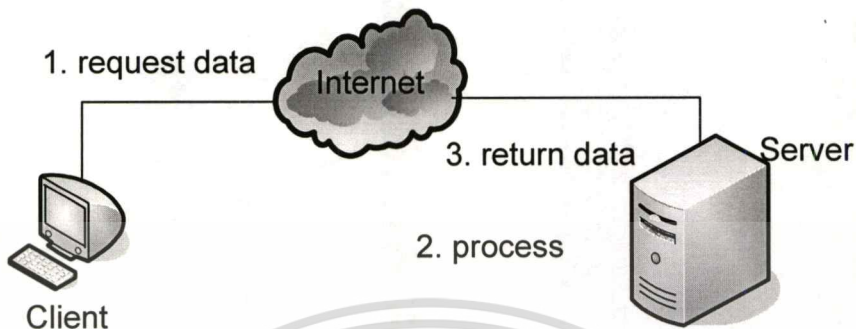 1. request data
Internet
3. return data
Server
2. process
Client